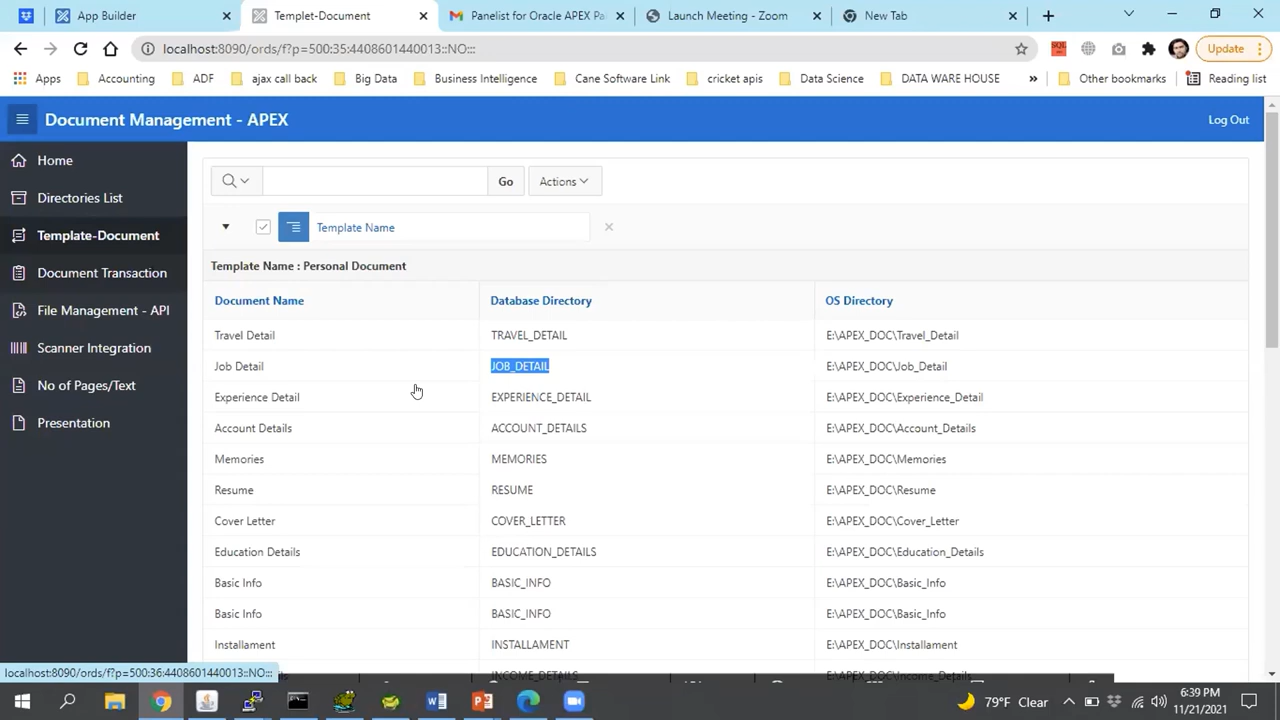 App Builder
Templet-Document
Panelist for Oracle APEX Pa
Launch Meeting - Zoom
New Tab
localhost:8090/ords/f?p=500:35:4408601440013::NO:::
Update
Apps
Accounting
ADF
ajax call back
Big Data
Business Intelligence
Cane Software Link
cricket apis
Data Science
DATA WARE HOUSE
»
Other bookmarks
Reading list
Document Management - APEX
Log Out
Home
Directories List
Template-Document
Document Transaction
File Management - API
Scanner Integration
No of Pages/Text
Presentation
Go
Actions
Template Name
Template Name : Personal Document
Document Name Database Directory OS Directory
Travel Detail TRAVEL_DETAIL E:\APEX_DOC\Travel_Detail
Job Detail JOB_DETAIL E:\APEX_DOC\Job_Detail
Experience Detail EXPERIENCE_DETAIL E:\APEX_DOC\Experience_Detail
Account Details ACCOUNT_DETAILS E:\APEX_DOC\Account_Details
Memories MEMORIES E:\APEX_DOC\Memories
Resume RESUME E:\APEX_DOC\Resume
Cover Letter COVER_LETTER E:\APEX_DOC\Cover_Letter
Education Details EDUCATION_DETAILS E:\APEX_DOC\Education_Details
Basic Info BASIC_INFO E:\APEX_DOC\Basic_Info
Basic Info BASIC_INFO E:\APEX_DOC\Basic_Info
Installament INSTALLAMENT E:\APEX_DOC\Installament
INCOME_DETAILS E:\APEX_DOC\Income_Details
localhost:8090/ords/f?p=500:36:4408601440013::NO:::
79°F Clear
6:39 PM
11/21/2021